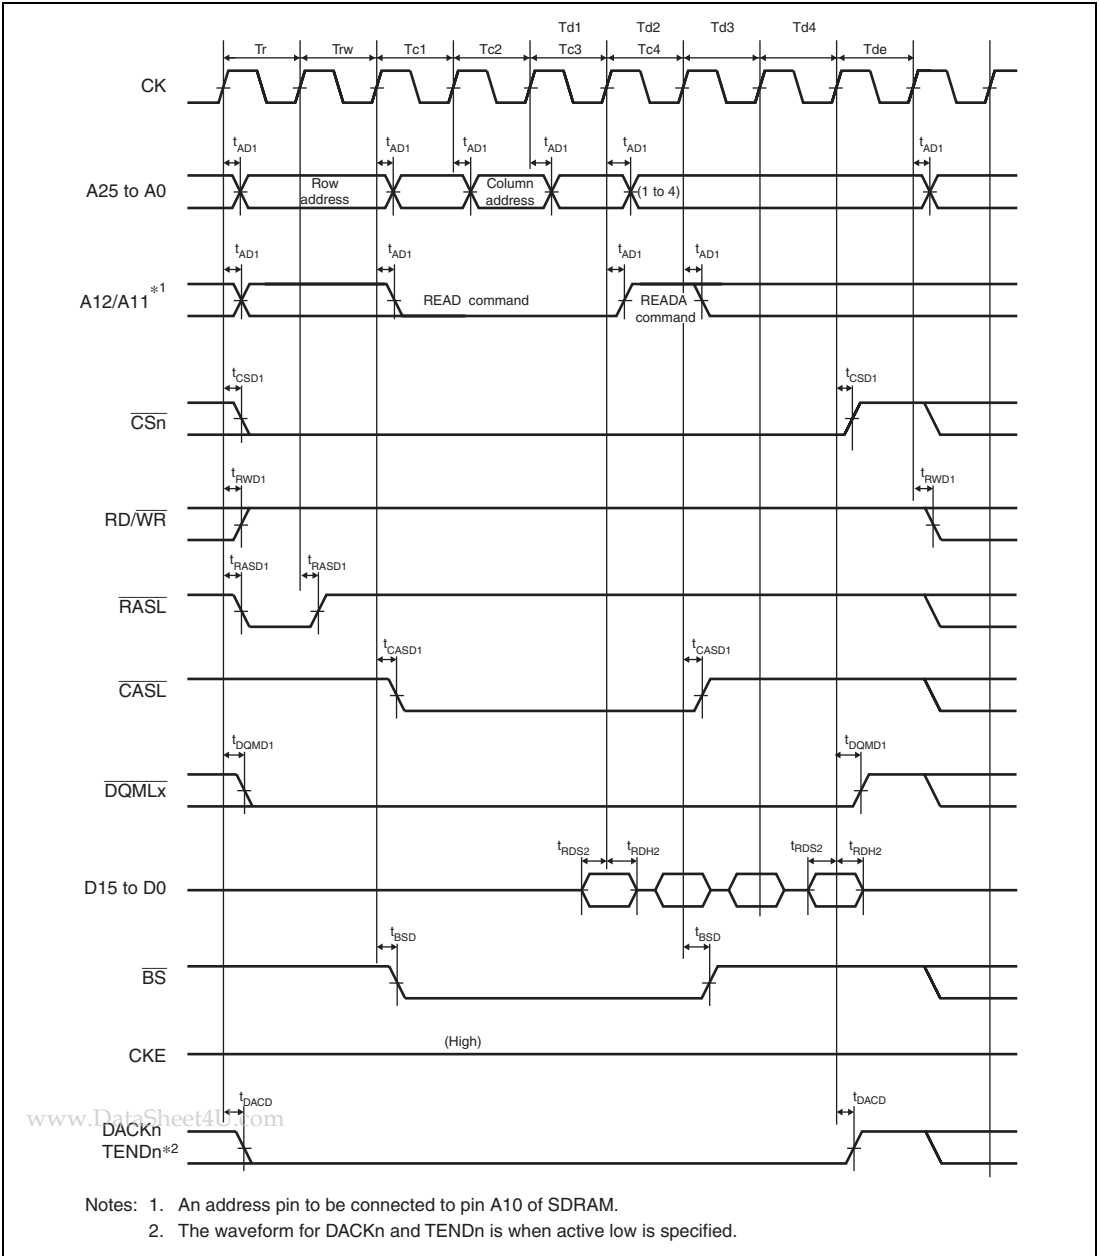 Td1 Td2 Td3 Td4
Tr Trw Tc1 Tc2 Tc3 Tc4 Tde
CK
tAD1 tAD1 tAD1 tAD1 tAD1 tAD1
A25 to A0
Row address
Column address
(1 to 4)
tAD1 tAD1 tAD1 tAD1
A12/A11*1
READ command
READA command
tCSD1 tCSD1
CSn
tRWD1 tRWD1
RD/WR
tRASD1 tRASD1
RASL
tCASD1 tCASD1
CASL
tDQMD1 tDQMD1
DQMLx
tRDS2 tRDH2 tRDS2 tRDH2
D15 to D0
tBSD tBSD
BS
(High)
CKE
tDACD tDACD
www.DataSheet4U.com
DACKn
TENDn*2
Notes: 1. An address pin to be connected to pin A10 of SDRAM.
2. The waveform for DACKn and TENDn is when active low is specified.